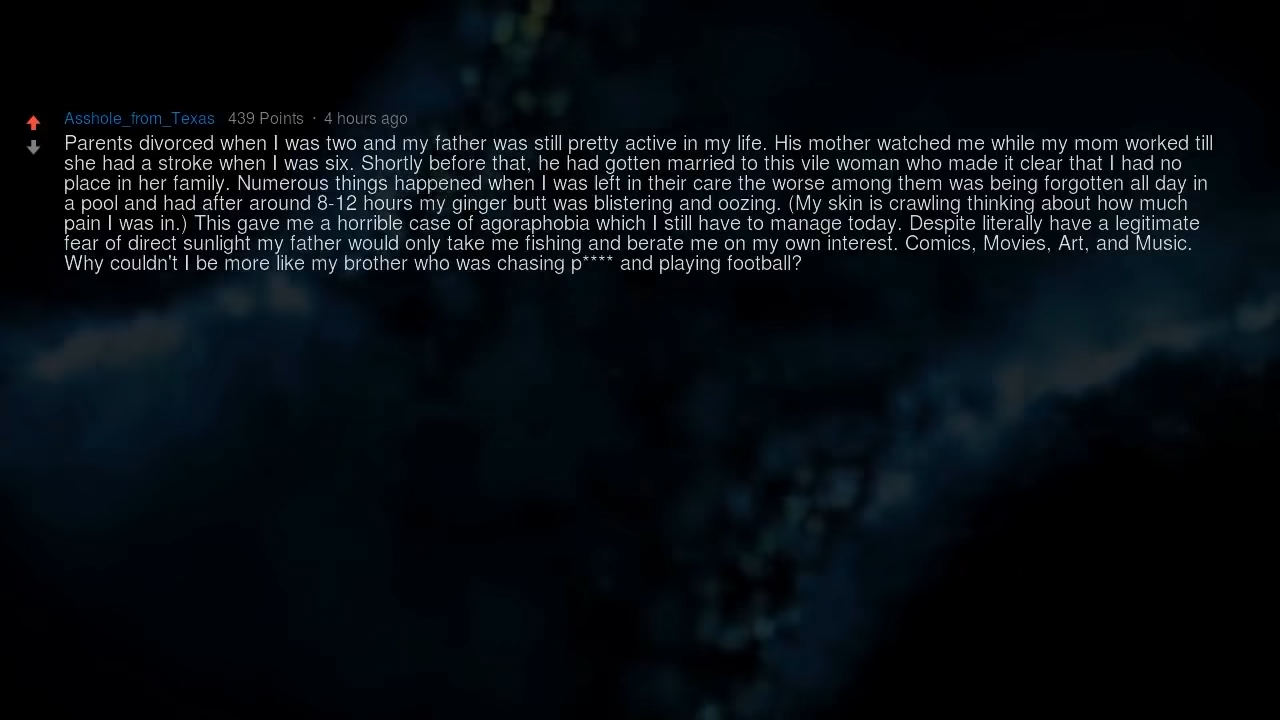 Asshole_from_Texas 439 Points · 4 hours ago
Parents divorced when I was two and my father was still pretty active in my life. His mother watched me while my mom worked till
she had a stroke when I was six. Shortly before that, he had gotten married to this vile woman who made it clear that I had no
place in her family. Numerous things happened when I was left in their care the worse among them was being forgotten all day in
a pool and had after around 8-12 hours my ginger butt was blistering and oozing. (My skin is crawling thinking about how much
pain I was in.) This gave me a horrible case of agoraphobia which I still have to manage today. Despite literally have a legitimate
fear of direct sunlight my father would only take me fishing and berate me on my own interest. Comics, Movies, Art, and Music.
Why couldn't I be more like my brother who was chasing p**** and playing football?